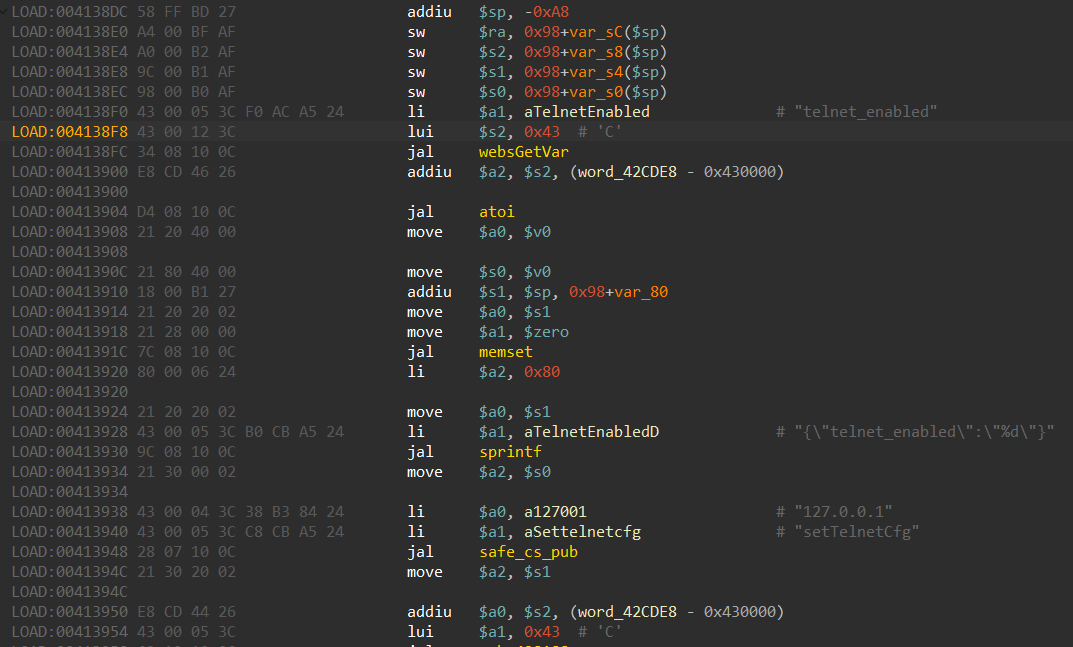 LOAD:004138DC 58 FF BD 27 addiu $sp, -0xA8
LOAD:004138E0 A4 00 BF AF sw $ra, 0x98+var_sC($sp)
LOAD:004138E4 A0 00 B2 AF sw $s2, 0x98+var_s8($sp)
LOAD:004138E8 9C 00 B1 AF sw $s1, 0x98+var_s4($sp)
LOAD:004138EC 98 00 B0 AF sw $s0, 0x98+var_s0($sp)
LOAD:004138F0 43 00 05 3C F0 AC A5 24 li $a1, aTelnetEnabled # "telnet_enabled"
LOAD:004138F8 43 00 12 3C lui $s2, 0x43 # 'C'
LOAD:004138FC 34 08 10 0C jal websGetVar
LOAD:00413900 E8 CD 46 26 addiu $a2, $s2, (word_42CDE8 - 0x430000)
LOAD:00413900
LOAD:00413904 D4 08 10 0C jal atoi
LOAD:00413908 21 20 40 00 move $a0, $v0
LOAD:00413908
LOAD:0041390C 21 80 40 00 move $s0, $v0
LOAD:00413910 18 00 B1 27 addiu $s1, $sp, 0x98+var_80
LOAD:00413914 21 20 20 02 move $a0, $s1
LOAD:00413918 21 28 00 00 move $a1, $zero
LOAD:0041391C 7C 08 10 0C jal memset
LOAD:00413920 80 00 06 24 li $a2, 0x80
LOAD:00413920
LOAD:00413924 21 20 20 02 move $a0, $s1
LOAD:00413928 43 00 05 3C B0 CB A5 24 li $a1, aTelnetEnabledD # "{\"telnet_enabled\":\"%d\"}"
LOAD:00413930 9C 08 10 0C jal sprintf
LOAD:00413934 21 30 00 02 move $a2, $s0
LOAD:00413934
LOAD:00413938 43 00 04 3C 38 B3 84 24 li $a0, a127001 # "127.0.0.1"
LOAD:00413940 43 00 05 3C C8 CB A5 24 li $a1, aSettelnetcfg # "setTelnetCfg"
LOAD:00413948 28 07 10 0C jal safe_cs_pub
LOAD:0041394C 21 30 20 02 move $a2, $s1
LOAD:0041394C
LOAD:00413950 E8 CD 44 26 addiu $a0, $s2, (word_42CDE8 - 0x430000)
LOAD:00413954 43 00 05 3C lui $a1, 0x43 # 'C'